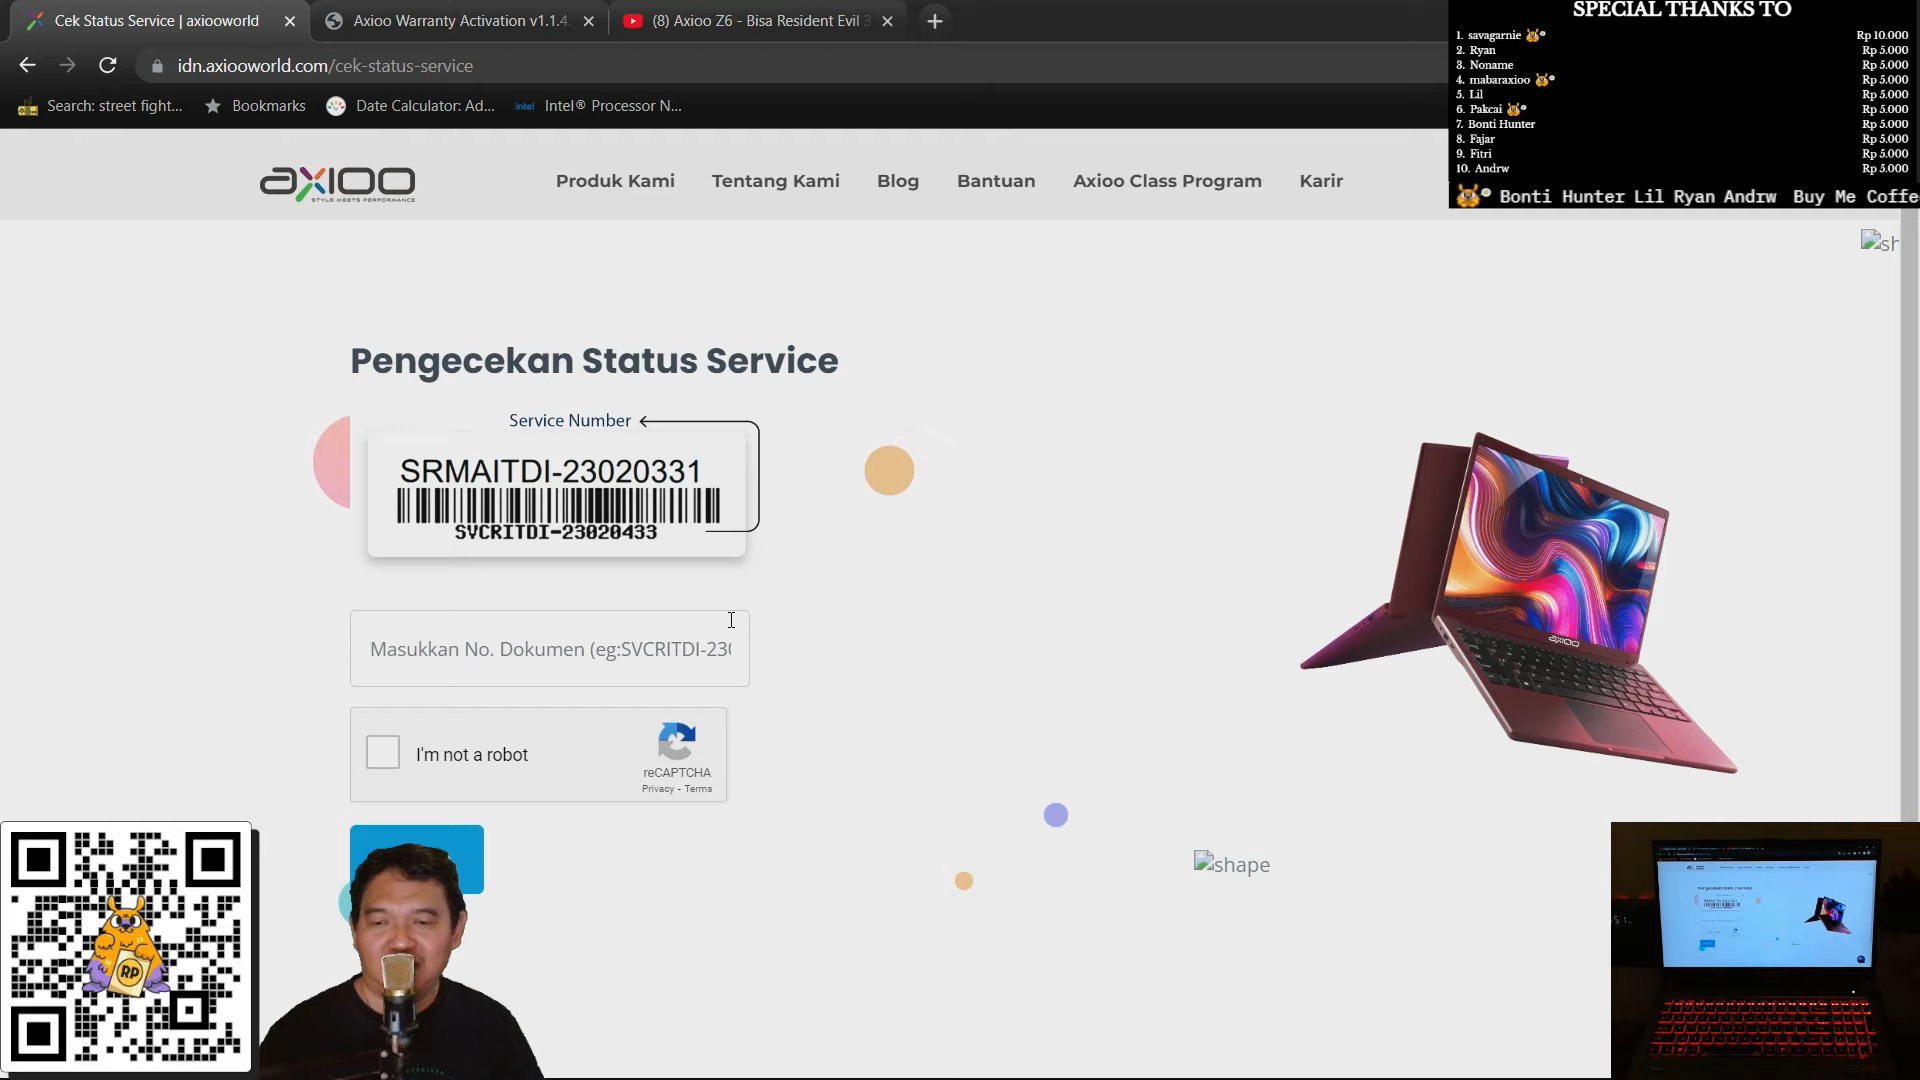 Cek Status Service | axiooworld
Axioo Warranty Activation v1.1.4
(8) Axioo Z6 - Bisa Resident Evil 3
idn.axiooworld.com/cek-status-service
Search: street fight...
Bookmarks
Date Calculator: Ad...
intel
Intel® Processor N...
SPECIAL THANKS TO
1. savagarnie Rp 10.000
2. Ryan Rp 5.000
3. Noname Rp 5.000
4. mabaraxioo Rp 5.000
5. Lil Rp 5.000
6. Pakcai Rp 5.000
7. Bonti Hunter Rp 5.000
8. Fajar Rp 5.000
9. Fitri Rp 5.000
10. Andrw Rp 5.000
Bonti Hunter Lil Ryan Andrw Buy Me Coffe
axioo
STYLE MEETS PERFORMANCE
Produk Kami
Tentang Kami
Blog
Bantuan
Axioo Class Program
Karir
sh
Pengecekan Status Service
Service Number
SRMAITDI-23020331
SVCRITDI-23020433
Masukkan No. Dokumen (eg:SVCRITDI-230
I'm not a robot
reCAPTCHA
Privacy - Terms
AXIOO
shape
RP